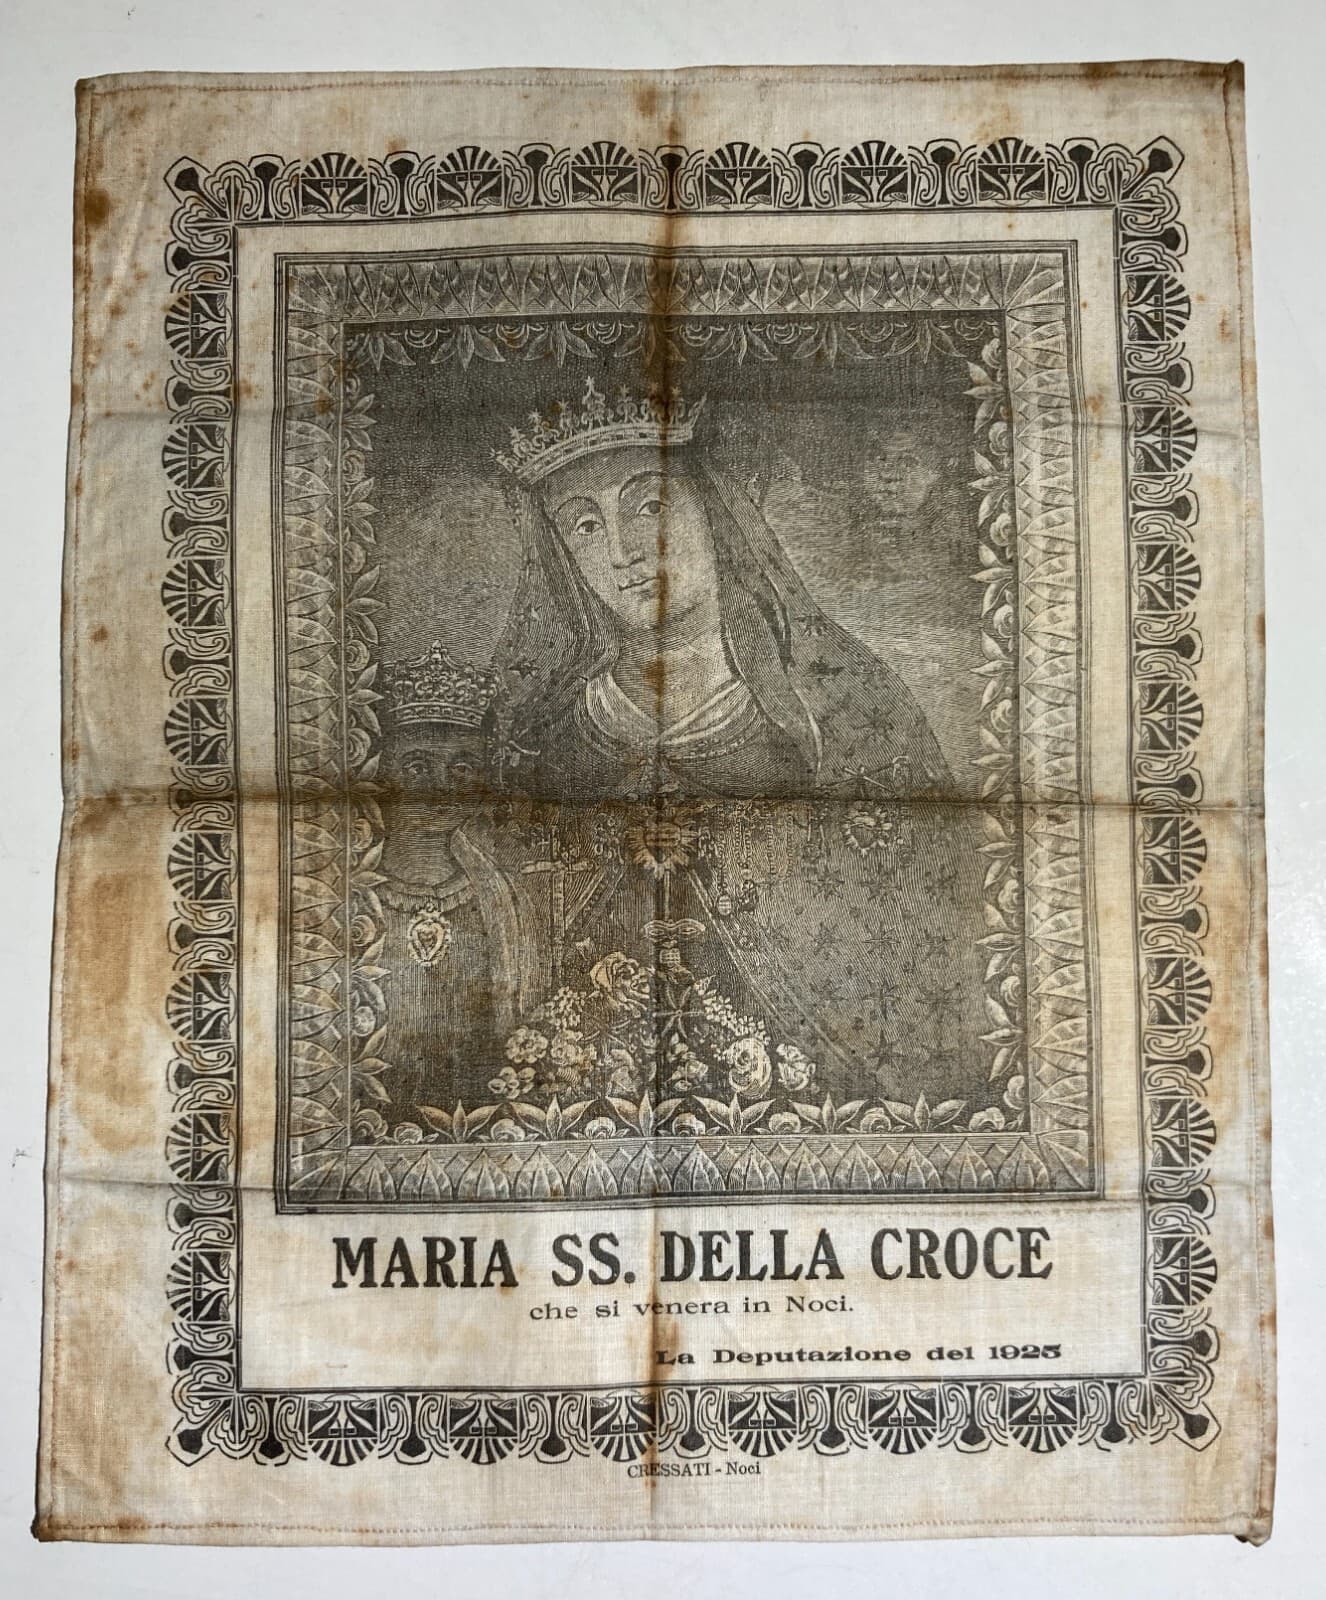 MARIA SS. DELLA CROCE
che si venera in Noci.
La Deputazione del 1925
CRESSATI - Noci